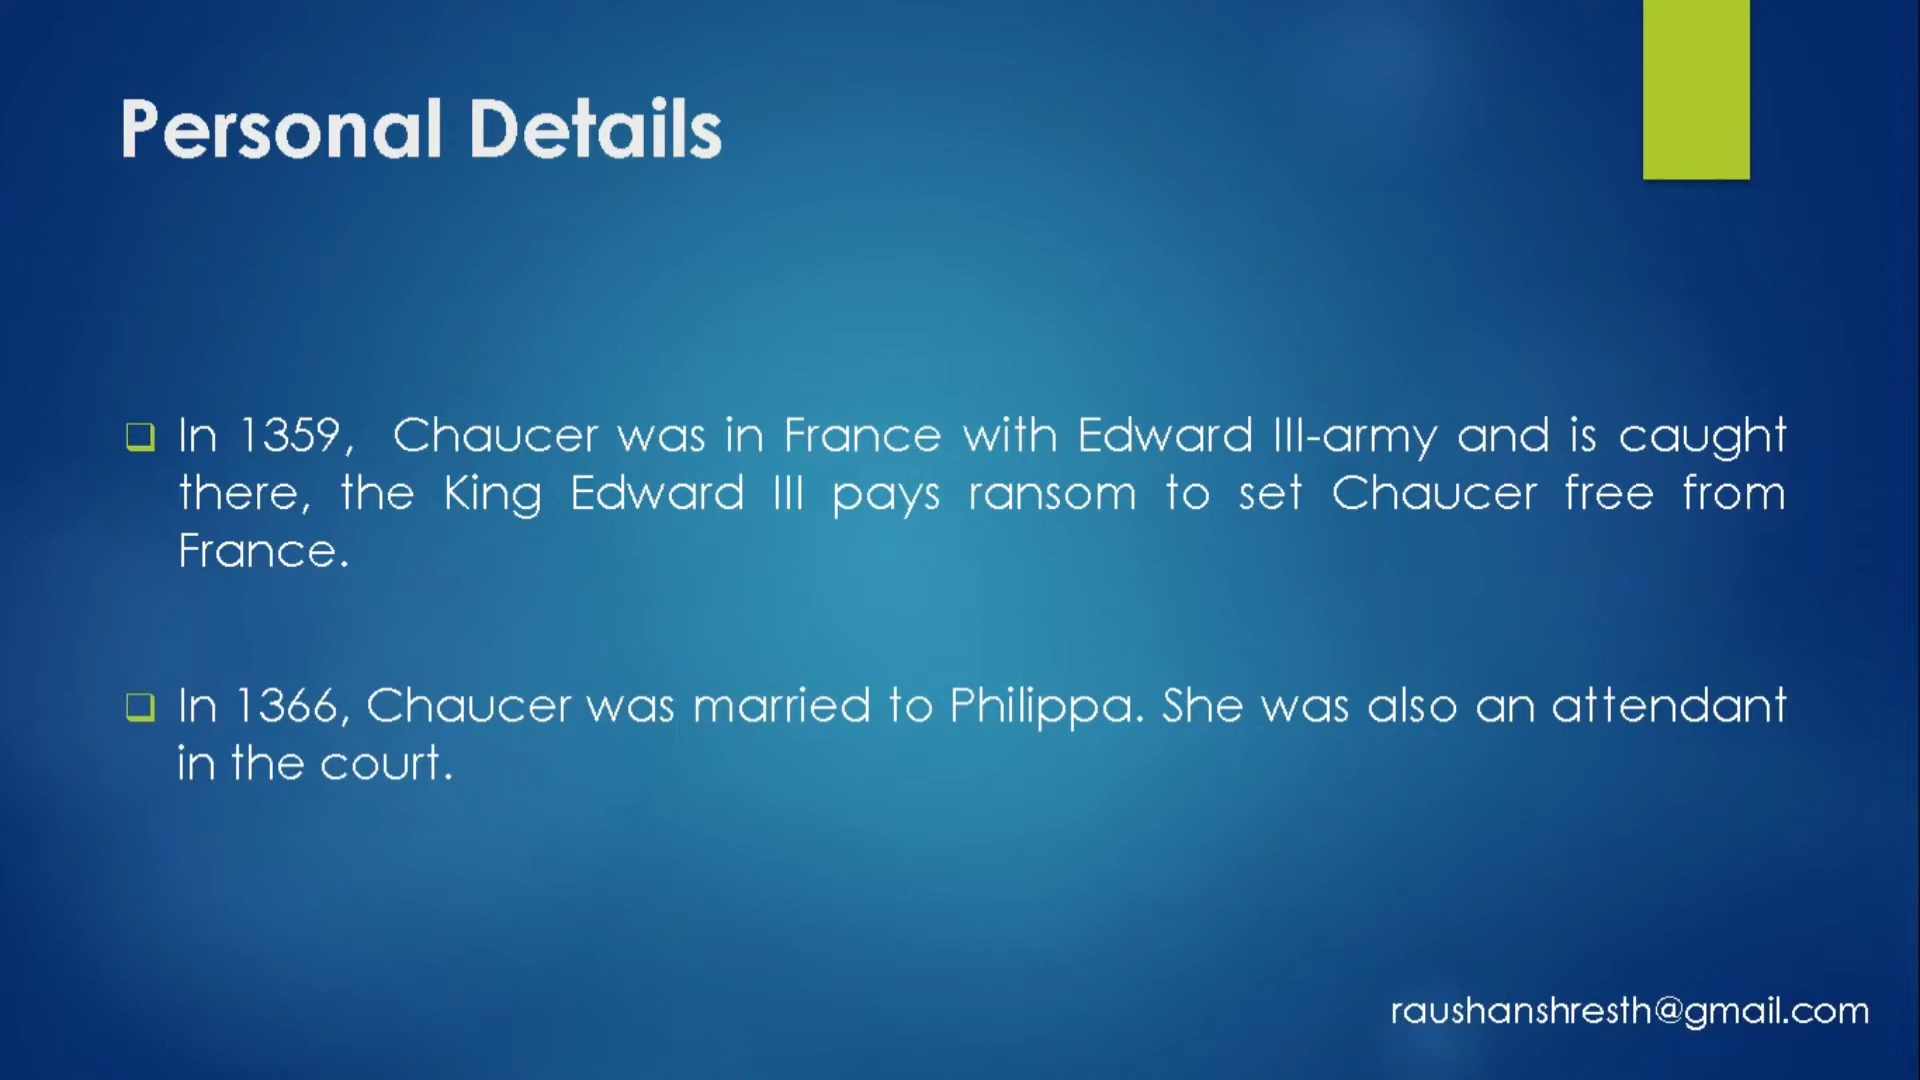 Personal Details
In 1359, Chaucer was in France with Edward III-army and is caught
there, the King Edward III pays ransom to set Chaucer free from
France.
In 1366, Chaucer was married to Philippa. She was also an attendant
in the court.
raushanshresth@gmail.com